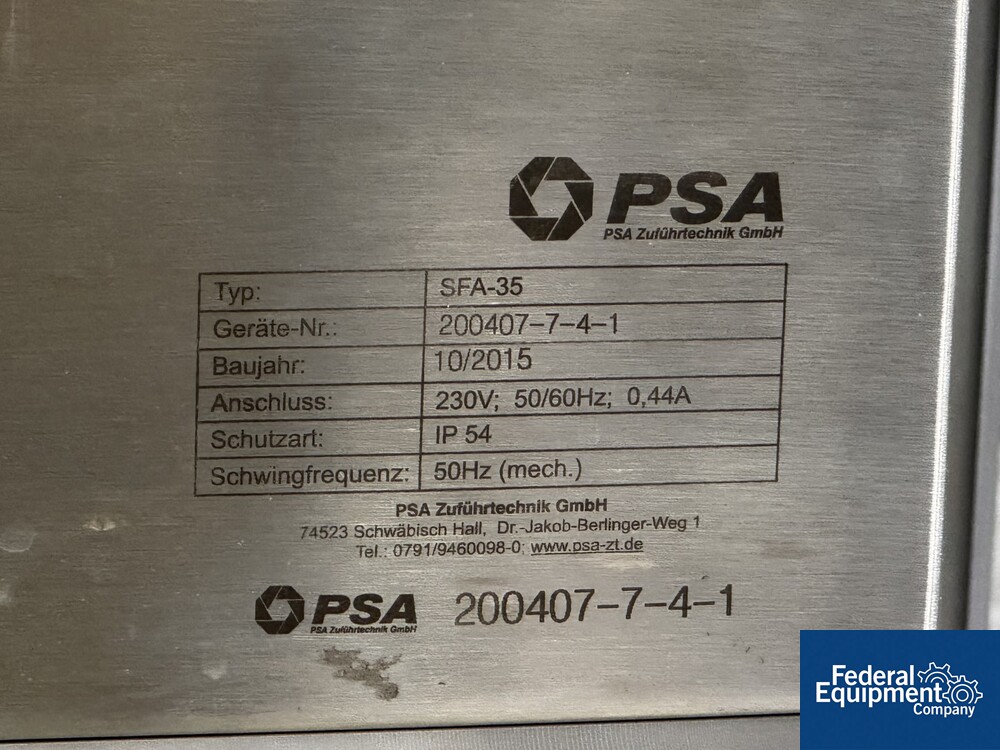 PSA
PSA Zuführtechnik GmbH
Typ: SFA-35
Geräte-Nr.: 200407-7-4-1
Baujahr: 10/2015
Anschluss: 230V; 50/60Hz; 0,44A
Schutzart: IP 54
Schwingfrequenz: 50Hz (mech.)
PSA Zuführtechnik GmbH
74523 Schwäbisch Hall, Dr.-Jakob-Berlinger-Weg 1
Tel.: 0791/9460098-0; www.psa-zt.de
PSA 200407-7-4-1
PSA Zuführtechnik GmbH
Federal
Equipment
Company